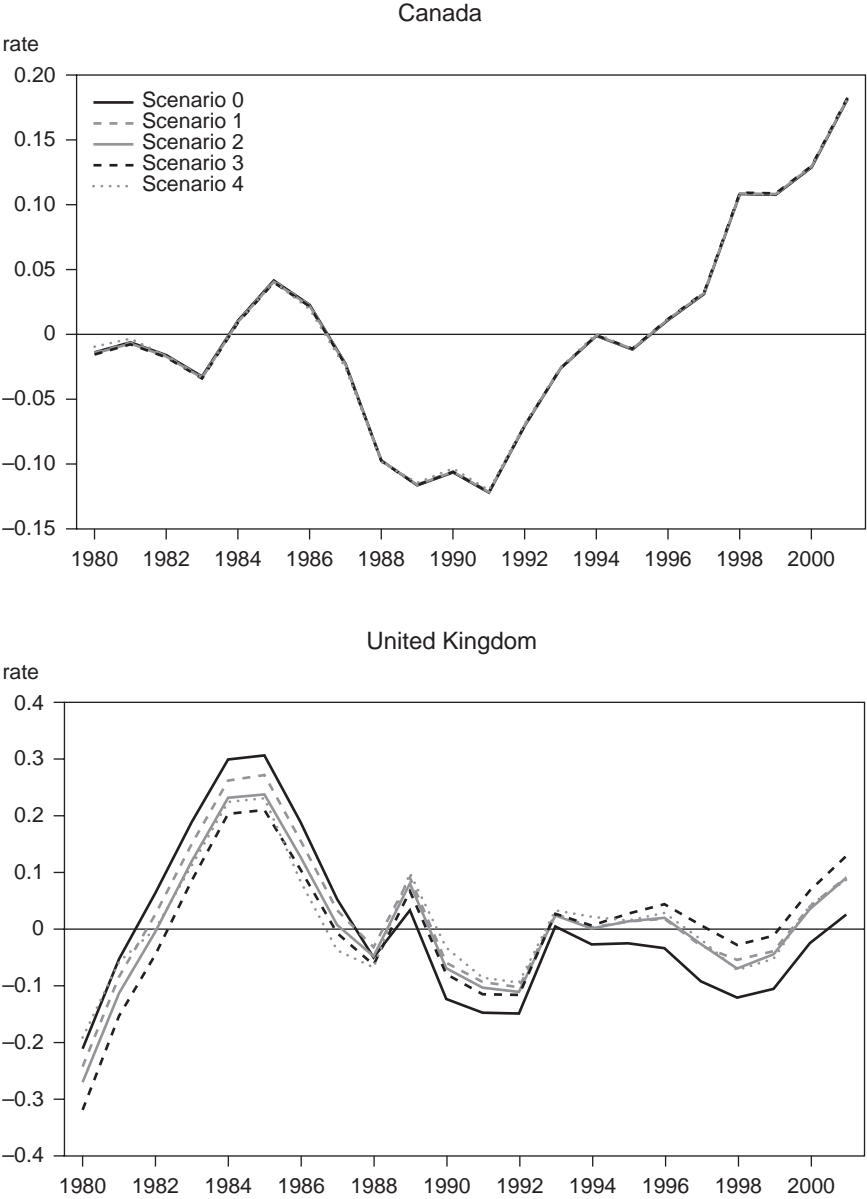 Canada
rate
0.20
Scenario 0
Scenario 1
0.15
Scenario 2
Scenario 3
Scenario 4
0.10
0.05
0
–0.05
–0.10
–0.15
1980 1982 1984 1986 1988 1990 1992 1994 1996 1998 2000
United Kingdom
rate
0.4
0.3
0.2
0.1
0
–0.1
–0.2
–0.3
–0.4
1980 1982 1984 1986 1988 1990 1992 1994 1996 1998 2000